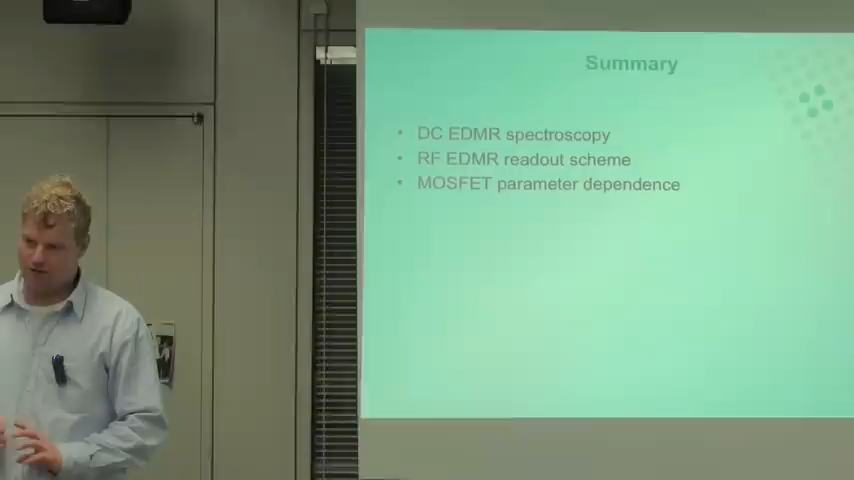 Summary
• DC EDMR spectroscopy
• RF EDMR readout scheme
• MOSFET parameter dependence